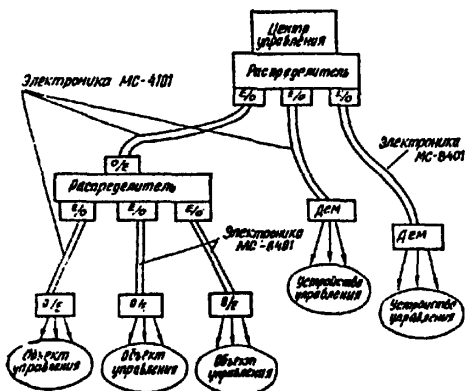 Центр
управления
Распределитель
Электроника МС-4101
E/O E/O E/O
Электроника
МС-8401
O/E
Распределитель
E/O E/O E/O
Электроника
МС-8401
Дем
Дем
Устройство
управления
Устройство
управления
O/E O/E O/E
Объект
управления
Объект
управления
Объект
управления